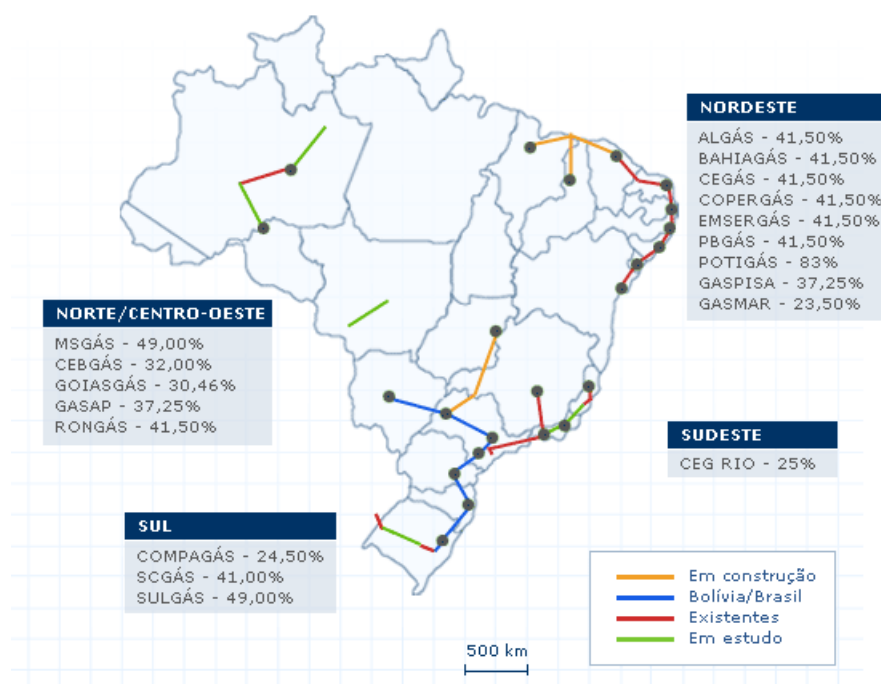 NORDESTE
ALGÁS - 41,50%
BAHIAGÁS - 41,50%
CEGÁS - 41,50%
COPERGÁS - 41,50%
EMSERGÁS - 41,50%
PBGÁS - 41,50%
POTIGÁS - 83%
GASPISA - 37,25%
GASMAR - 23,50%
NORTE/CENTRO-OESTE
MSGÁS - 49,00%
CEBGÁS - 32,00%
GOIASGÁS - 30,46%
GASAP - 37,25%
RONGÁS - 41,50%
SUDESTE
CEG RIO - 25%
SUL
COMPAGÁS - 24,50%
SCGÁS - 41,00%
SULGÁS - 49,00%
Em construção
Bolívia/Brasil
Existentes
Em estudo
500 km